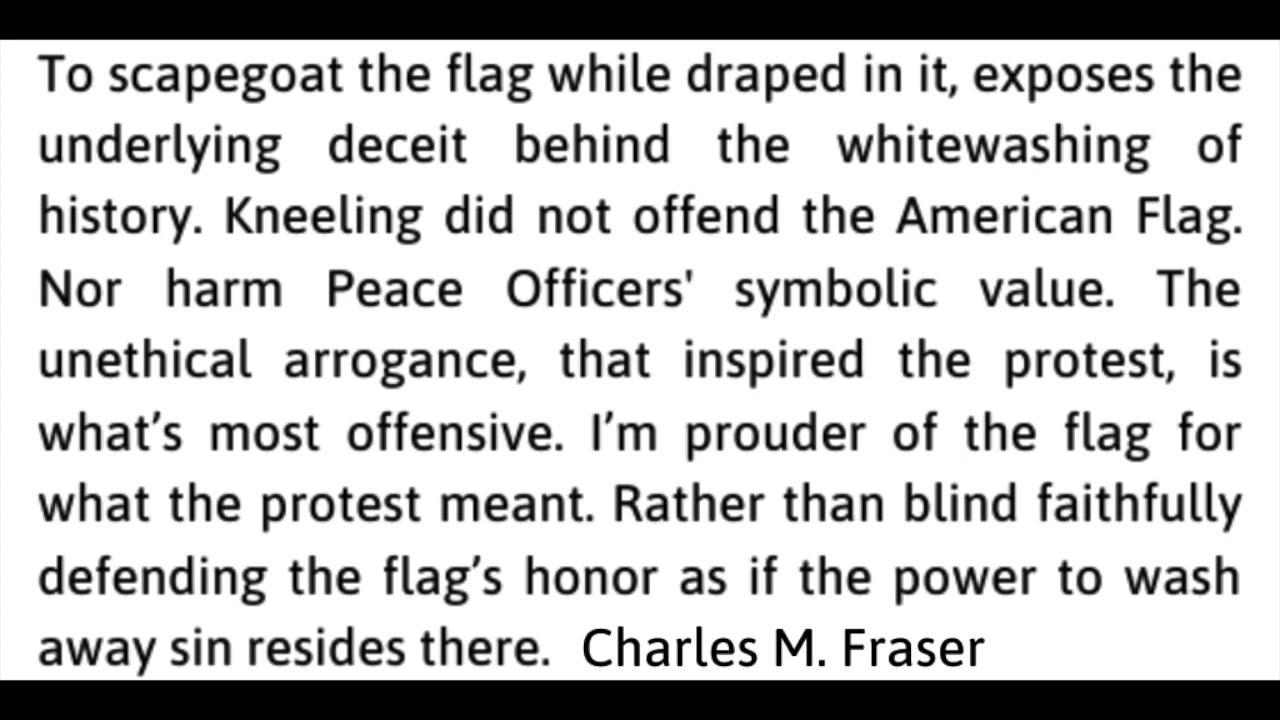 To scapegoat the flag while draped in it, exposes the
underlying deceit behind the whitewashing of
history. Kneeling did not offend the American Flag.
Nor harm Peace Officers' symbolic value. The
unethical arrogance, that inspired the protest, is
what’s most offensive. I’m prouder of the flag for
what the protest meant. Rather than blind faithfully
defending the flag’s honor as if the power to wash
away sin resides there. Charles M. Fraser